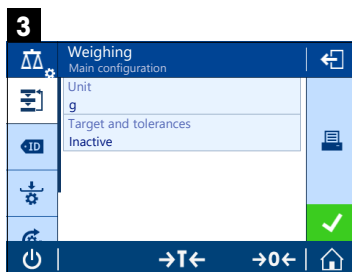 3
Weighing
Main configuration
Unit
g
Target and tolerances
Inactive
ID
→T←
→0←